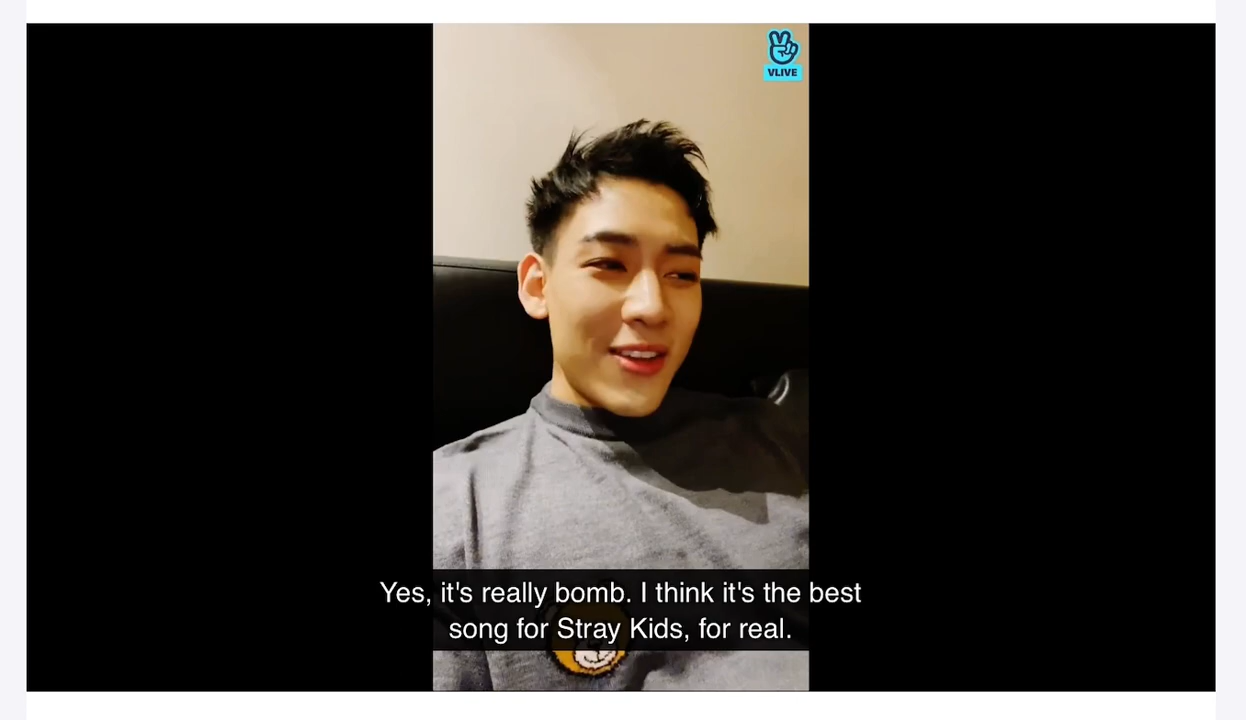 VLIVE
Yes, it's really bomb. I think it's the best
song for Stray Kids, for real.